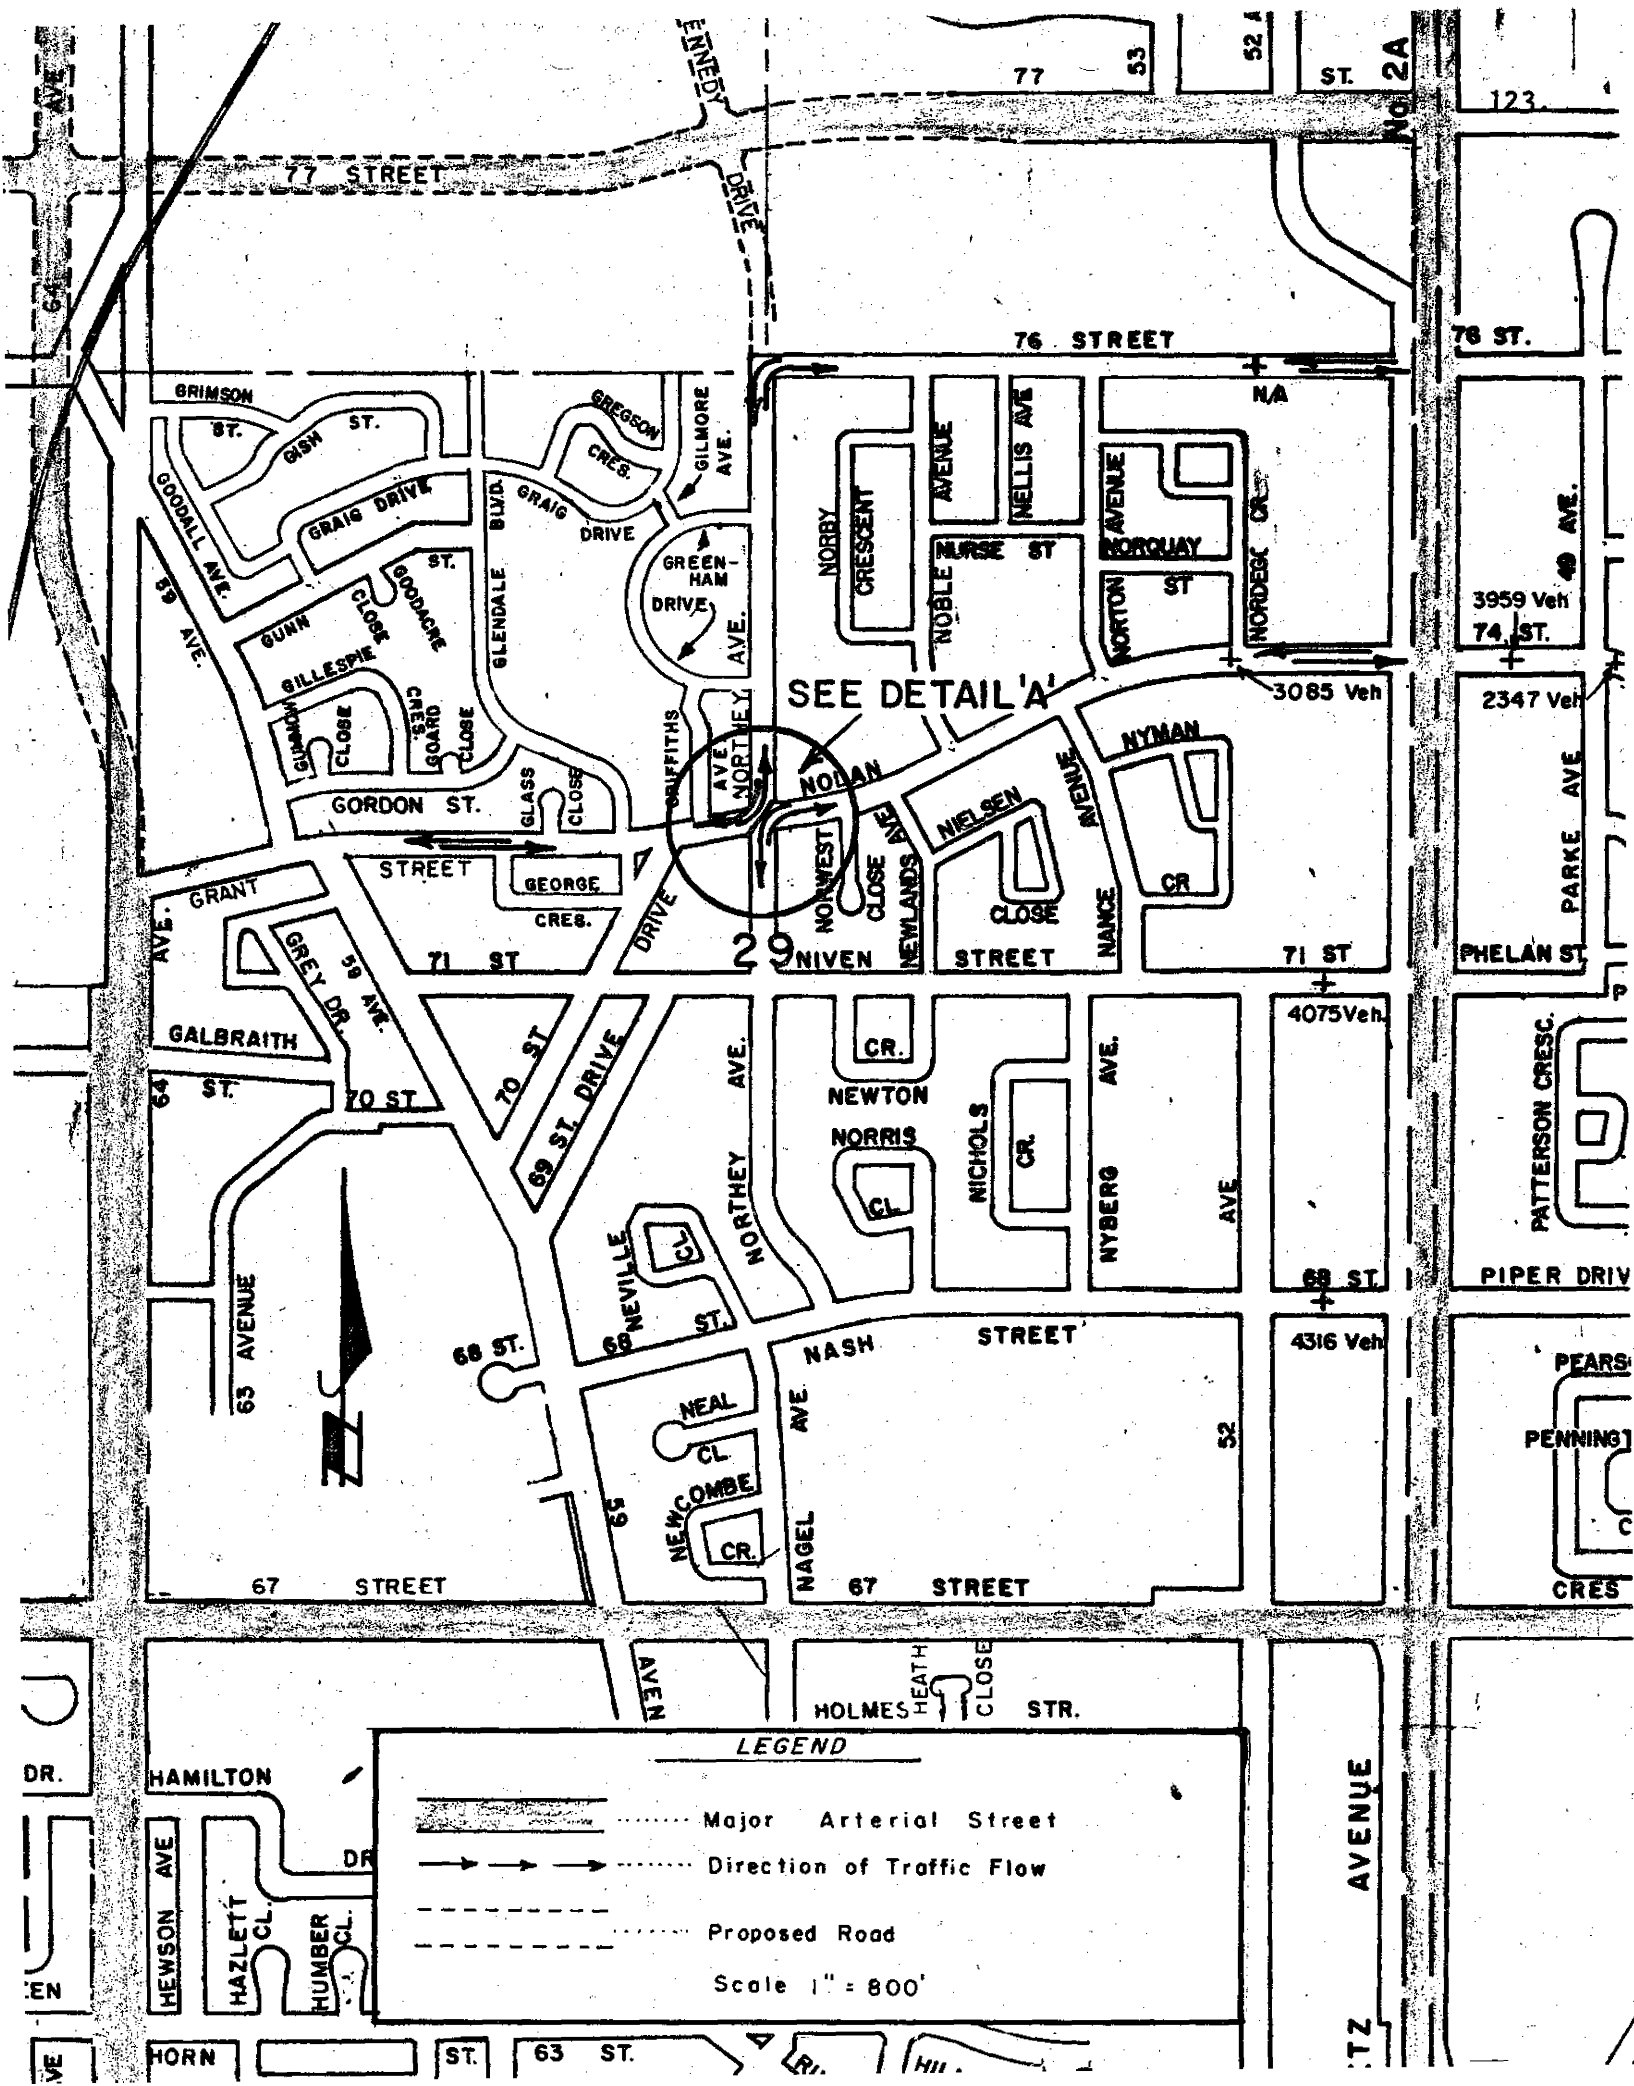 ENNEDY
DRIVE
77
53
52 A
ST.
No 2A
123.
AVE
64
77 STREET
76 STREET
76 ST.
N/A
GRIMSON
ST.
GISH
ST.
GREGSON
CRES.
GILMORE
AVE.
GOODALL AVE.
GRAIG DRIVE
BLVD.
GLENDALE
GRAIG
DRIVE
GREEN-
HAM
DRIVE
AVE.
NORTHEY
NORBY
CRESCENT
AVENUE
NOBLE
NELLIS AVE
NURSE ST
AVENUE
NORTON
NORQUAY
ST
NORDEGG CR
49 AVE.
3959 Veh
74 ST.
59
AVE.
ST.
GUNN
CLOSE
GOODACRE
GILLESPIE
CRES.
GUMMOW
CLOSE
GOARD
CLOSE
GRIFFITHS
AVE
SEE DETAIL 'A'
3085 Veh
2347 Veh
GORDON ST.
GLASS
CLOSE
NOLAN
NYMAN
CR
AVENUE
NANCE
NIELSEN
CLOSE
AVE
NEWLANDS
NORWEST
CLOSE
PARKE AVE
GRANT
STREET
GEORGE
CRES.
DRIVE
29
NIVEN
STREET
71 ST
71 ST
PHELAN ST.
4075 Veh.
AVE.
64
GREY DR.
59 AVE.
GALBRAITH
ST.
70 ST.
70 ST
69 ST. DRIVE
NORTHEY AVE.
CR.
NEWTON
NORRIS
CL.
NICHOLS
CR.
NYBERG AVE.
AVE
52
PATTERSON CRESC.
P
63 AVENUE
NEVILLE
CL.
68 ST.
68
ST.
NASH
STREET
68 ST.
4316 Veh
PIPER DRIV
PEARS
PENNINGT
CRES
NEAL
CL.
NEWCOMBE
CR.
NAGEL AVE.
59
67 STREET
67 STREET
AVEN
HOLMES
HEATH
CLOSE
STR.
DR.
HAMILTON
DR
HEWSON AVE
HAZLETT
CL.
HUMBER
CL.
LEGEND
Major Arterial Street
Direction of Traffic Flow
Proposed Road
Scale 1" = 800'
AVENUE
TZ
EN
VE
HORN
ST.
63 ST.